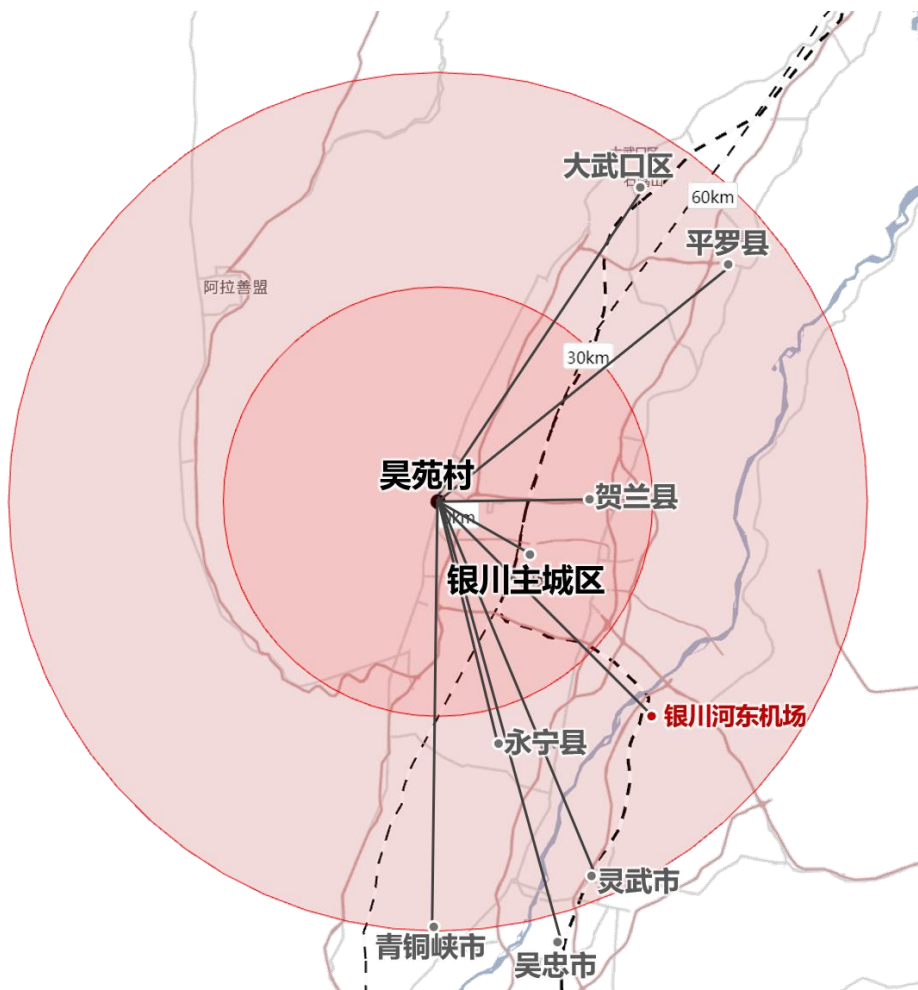 大武口区
60km
平罗县
阿拉善盟
30km
昊苑村
贺兰县
km
银川主城区
银川河东机场
永宁县
灵武市
青铜峡市
吴忠市